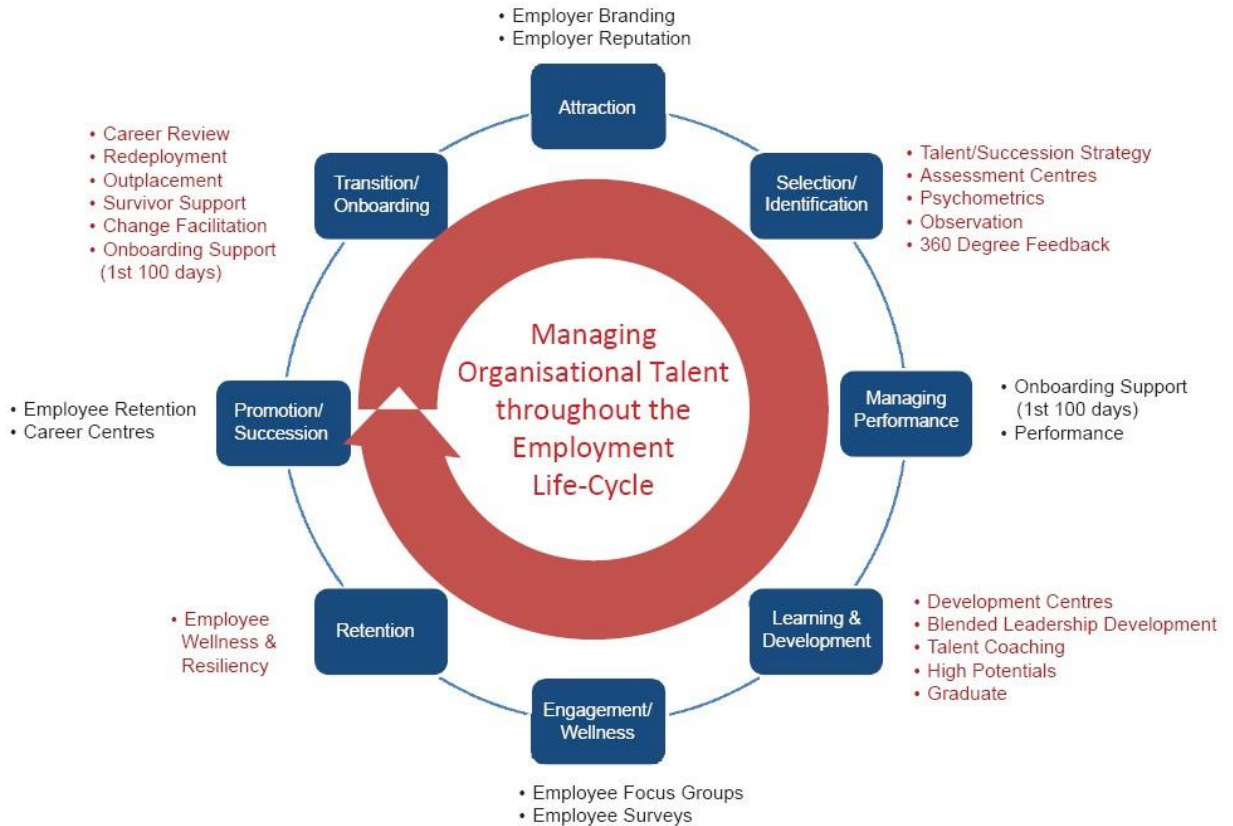 • Employer Branding
• Employer Reputation
Attraction
• Career Review
• Redeployment
• Outplacement
• Survivor Support
• Change Facilitation
• Onboarding Support
(1st 100 days)
Transition/
Onboarding
Selection/
Identification
• Talent/Succession Strategy
• Assessment Centres
• Psychometrics
• Observation
• 360 Degree Feedback
Managing
Organisational Talent
throughout the
Employment
Life-Cycle
• Employee Retention
• Career Centres
Promotion/
Succession
Managing
Performance
• Onboarding Support
(1st 100 days)
• Performance
• Employee
Wellness &
Resiliency
Retention
Learning &
Development
• Development Centres
• Blended Leadership Development
• Talent Coaching
• High Potentials
• Graduate
Engagement/
Wellness
• Employee Focus Groups
• Employee Surveys